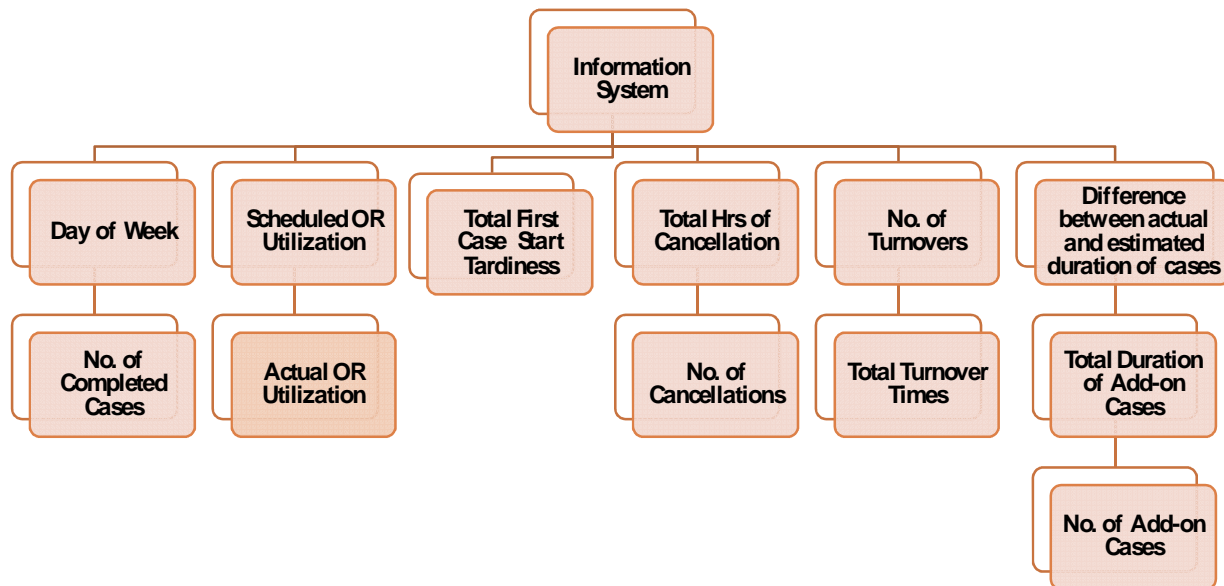 Information
System
Day of Week
Scheduled OR
Utilization
Total First
Case Start
Tardiness
Total Hrs of
Cancellation
No. of
Turnovers
Difference
between actual
and estimated
duration of cases
No. of
Completed
Cases
Actual OR
Utilization
No. of
Cancellations
Total Turnover
Times
Total Duration
of Add-on
Cases
No. of Add-on
Cases